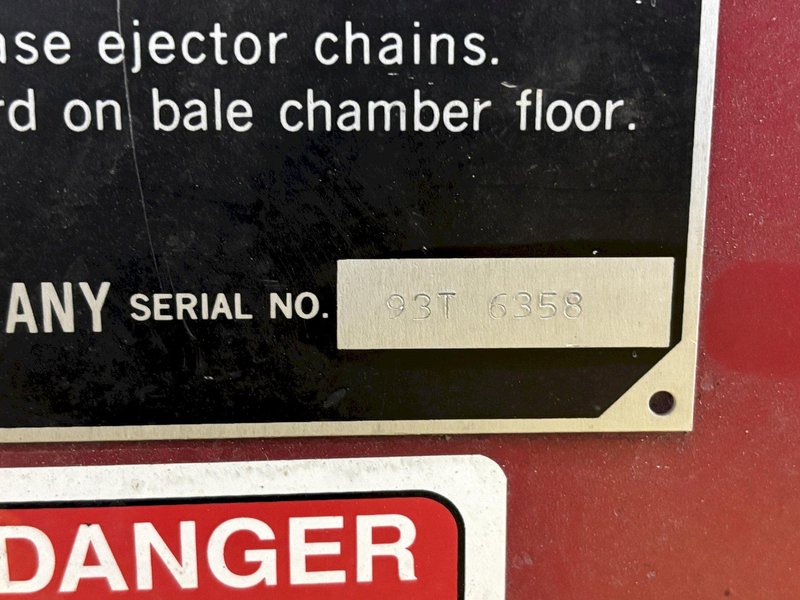 ase ejector chains.
rd on bale chamber floor.
ANY SERIAL NO. 93T 6358
DANGER